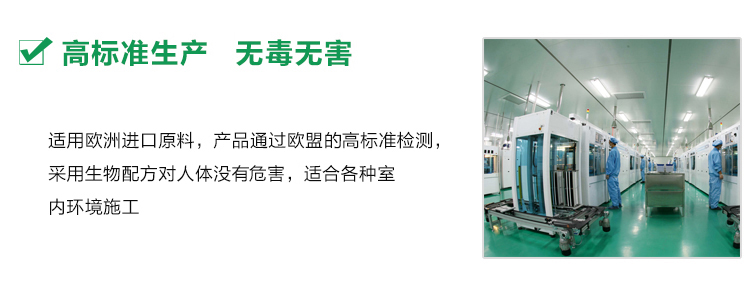 高标准生产 无毒无害
适用欧洲进口原料，产品通过欧盟的高标准检测，
采用生物配方对人体没有危害，适合各种室
内环境施工